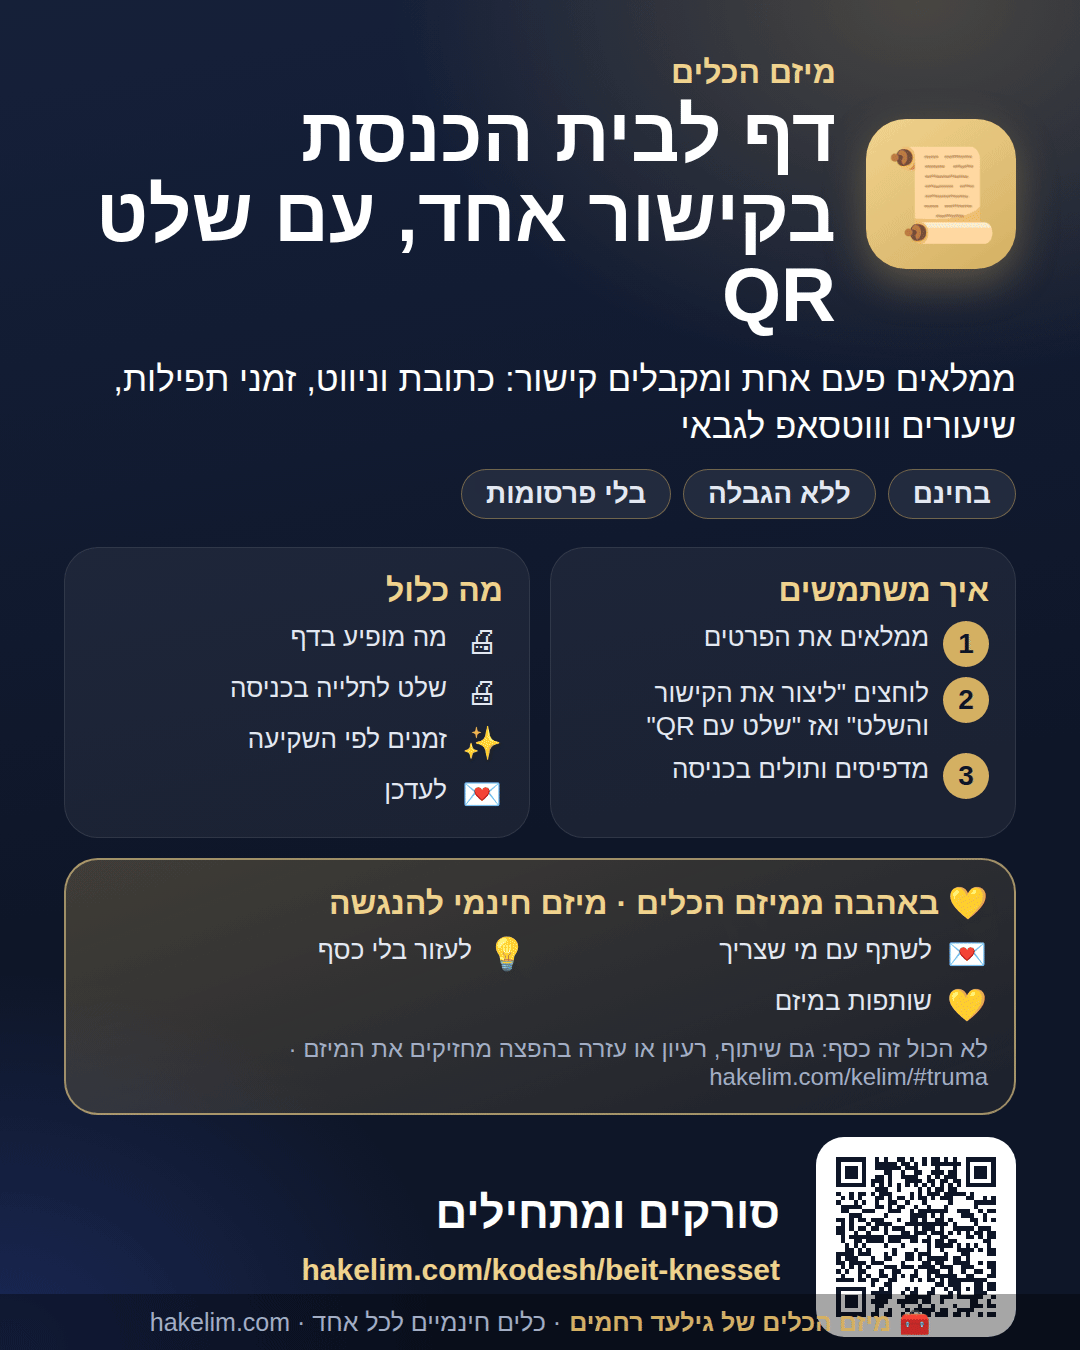 מיזם הכלים
דף לבית הכנסת
בקישור אחד, עם שלט
QR
ממלאים פעם אחת ומקבלים קישור: כתובת וניווט, זמני תפילות,
שיעורים ווווטסאפ לגבאי
בחינם
ללא הגבלה
בלי פרסומות
איך משתמשים
1 ממלאים את הפרטים
2 לוחצים "ליצור את הקישור
והשלט" ואז "שלט עם QR"
3 מדפיסים ותולים בכניסה
מה כלול
מה מופיע בדף
שלט לתלייה בכניסה
זמנים לפי השקיעה
לעדכן
באהבה ממיזם הכלים · מיזם חינמי להנגשה
לשתף עם מי שצריך
לעזור בלי כסף
שותפות במיזם
לא הכול זה כסף: גם שיתוף, רעיון או עזרה בהפצה מחזיקים את המיזם ·
hakelim.com/kelim/#truma
סורקים ומתחילים
hakelim.com/kodesh/beit-knesset
מיזם הכלים של גילעד רחמים · כלים חינמיים לכל אחד · hakelim.com